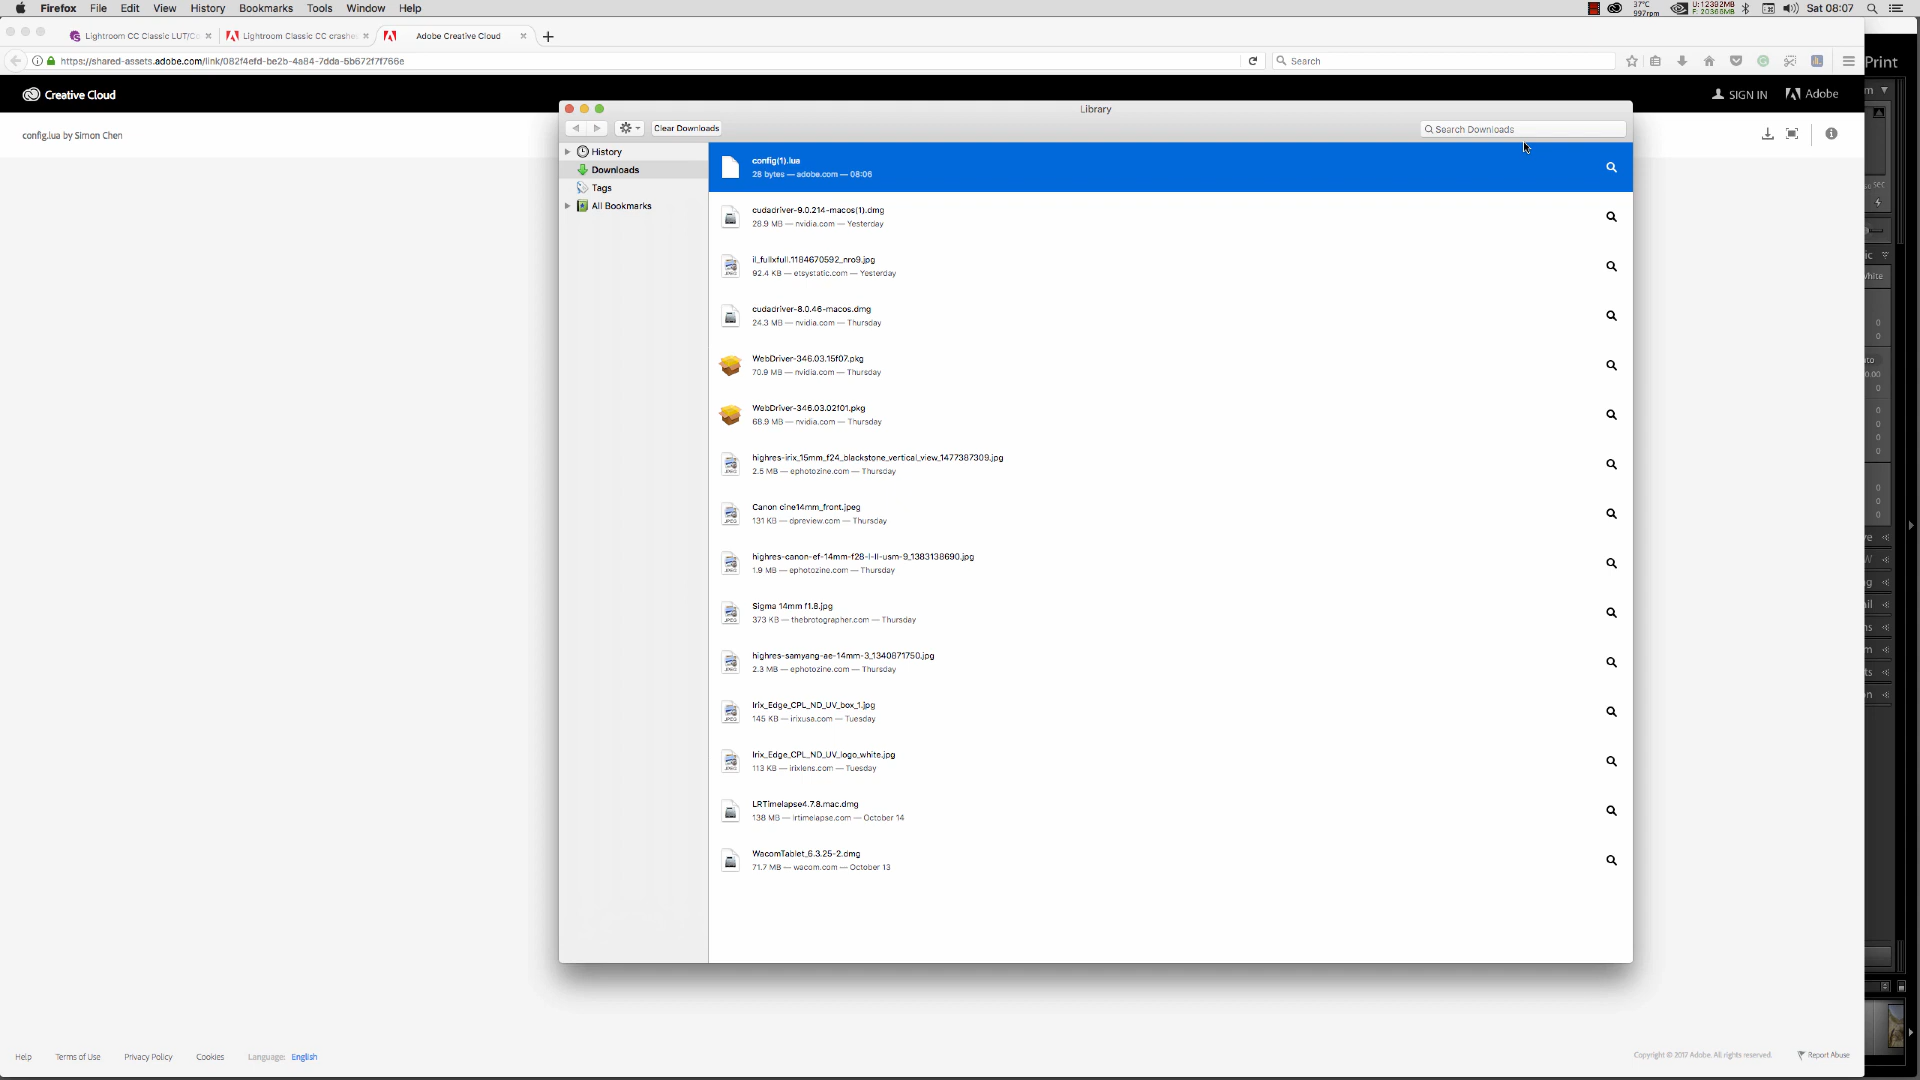 Firefox File Edit View History Bookmarks Tools Window Help
37°C
997rpm
U:12392MB
F: 20366MB
Sat 08:07
Lightroom CC Classic LUT/C
Lightroom Classic CC crashe
Adobe Creative Cloud
https://shared-assets.adobe.com/link/082f4efd-be2b-4a84-7dda-5b672f7f766e
Search
Print
Creative Cloud
SIGN IN
Adobe
config.lua by Simon Chen
Library
Clear Downloads
Search Downloads
History
Downloads
Tags
All Bookmarks
config(1).lua
28 bytes — adobe.com — 08:06
cudadriver-9.0.214-macos(1).dmg
28.9 MB — nvidia.com — Yesterday
il_fullxfull.1184670592_nro9.jpg
92.4 KB — etsystatic.com — Yesterday
cudadriver-8.0.46-macos.dmg
24.3 MB — nvidia.com — Thursday
WebDriver-346.03.15f07.pkg
70.9 MB — nvidia.com — Thursday
WebDriver-346.03.02f01.pkg
68.9 MB — nvidia.com — Thursday
highres-irix_15mm_f24_blackstone_vertical_view_1477387309.jpg
2.5 MB — ephotozine.com — Thursday
Canon cine14mm_front.jpeg
131 KB — dpreview.com — Thursday
highres-canon-ef-14mm-f28-l-II-usm-9_1383138690.jpg
1.9 MB — ephotozine.com — Thursday
Sigma 14mm f1.8.jpg
373 KB — thebrotographer.com — Thursday
highres-samyang-ae-14mm-3_1340871750.jpg
2.3 MB — ephotozine.com — Thursday
Irix_Edge_CPL_ND_UV_box_1.jpg
145 KB — irixusa.com — Tuesday
Irix_Edge_CPL_ND_UV_logo_white.jpg
113 KB — irixlens.com — Tuesday
LRTimelapse4.7.8.mac.dmg
138 MB — lrtimelapse.com — October 14
WacomTablet_6.3.25-2.dmg
71.7 MB — wacom.com — October 13
Help
Terms of Use
Privacy Policy
Cookies
Language: English
Copyright © 2017 Adobe. All rights reserved.
Report Abuse